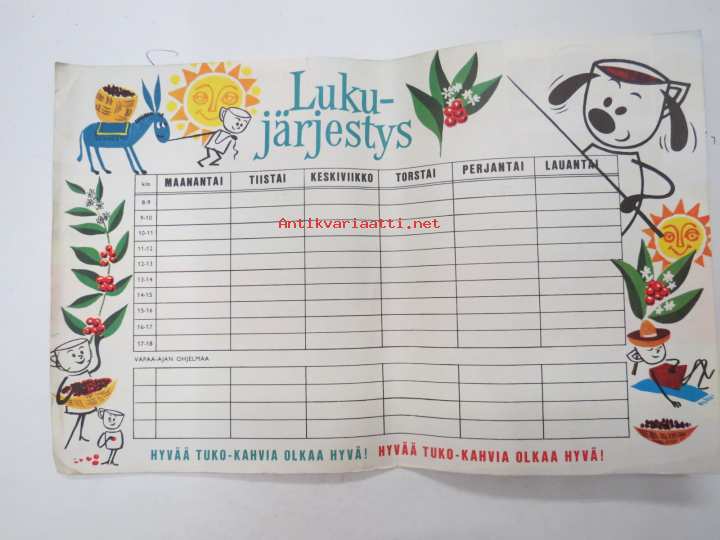 Luku-
järjestys
klo MAANANTAI TIISTAI KESKIVIIKKO TORSTAI PERJANTAI LAUANTAI
8-9
9-10
10-11
11-12
12-13
13-14
14-15
15-16
16-17
17-18
Antikvariaatti.net
VAPAA-AJAN OHJELMAA
HYVÄÄ TUKO-KAHVIA OLKAA HYVÄ! HYVÄÄ TUKO-KAHVIA OLKAA HYVÄ!